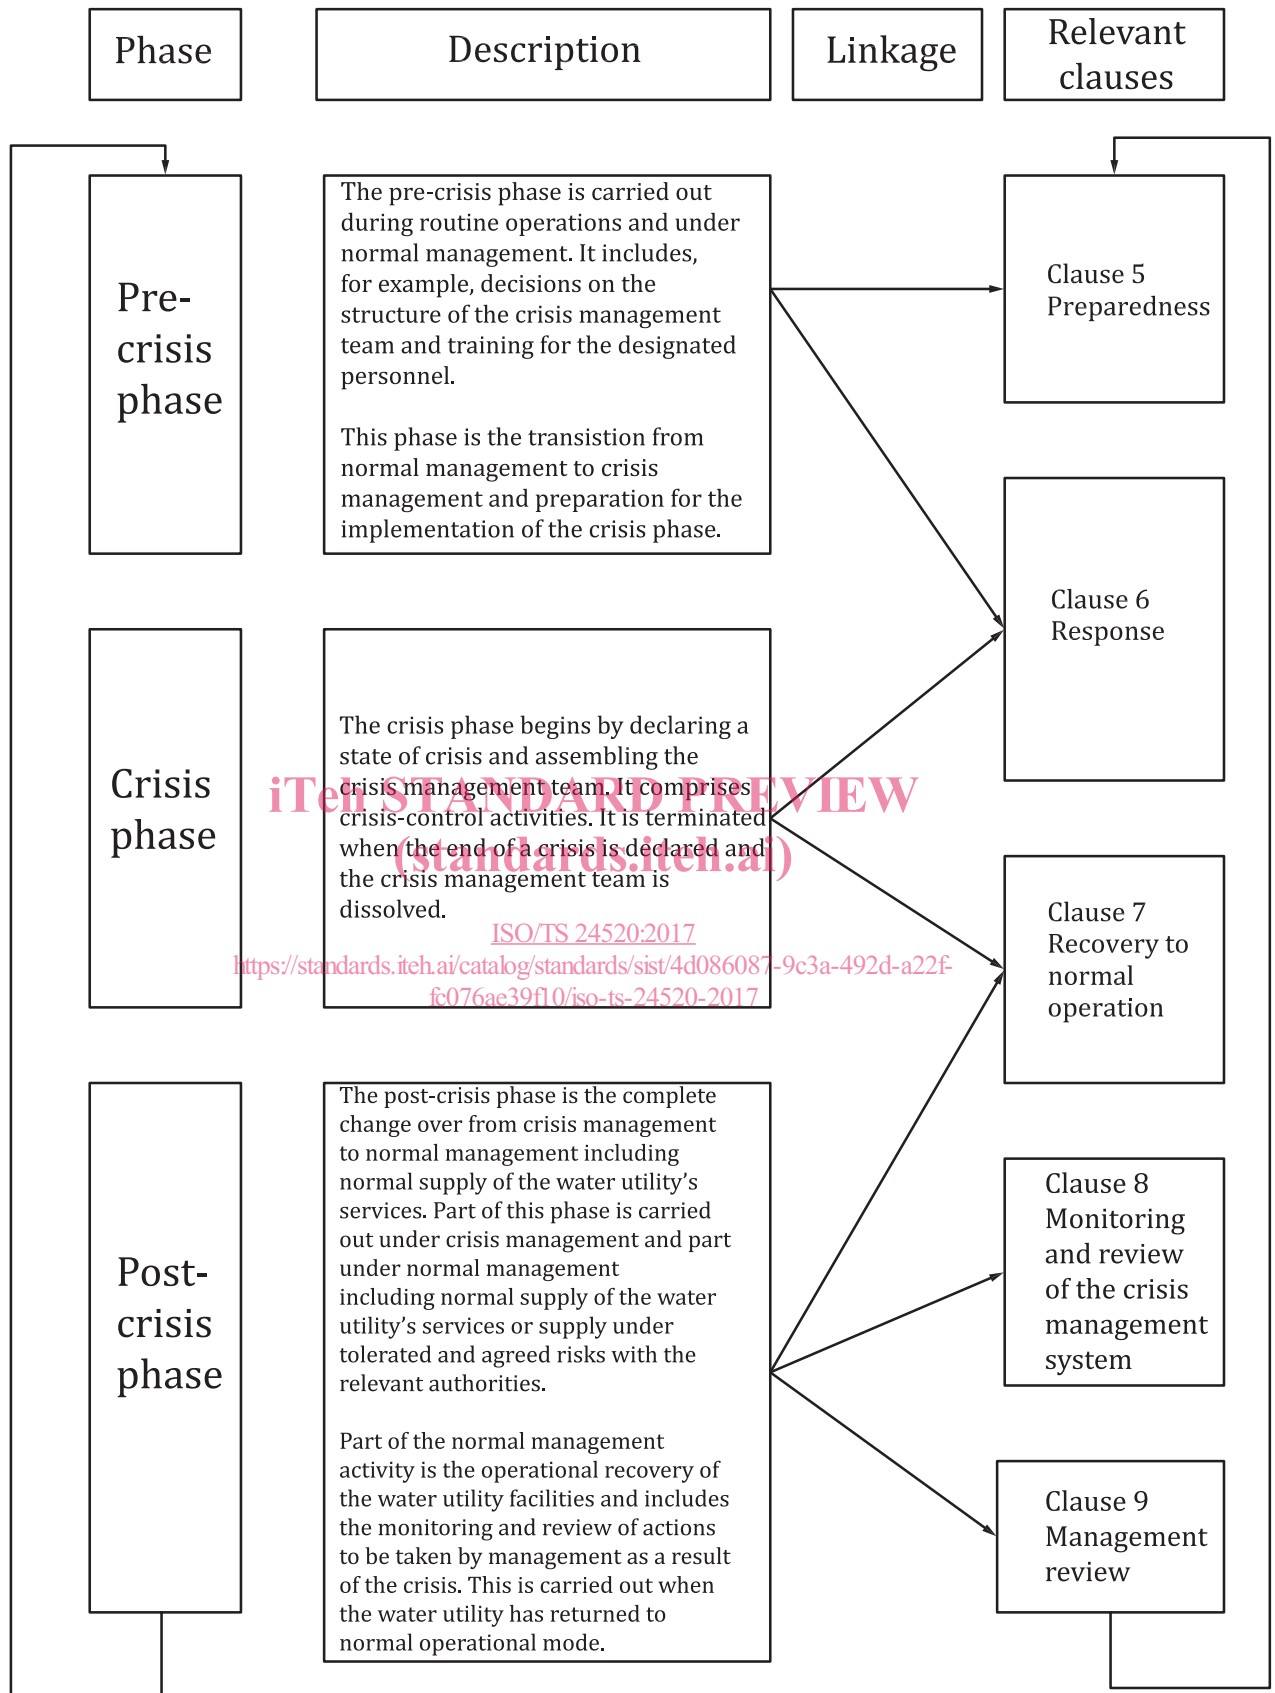 Phase
Description
Linkage
Relevant
clauses
Pre-
crisis
phase
The pre-crisis phase is carried out
during routine operations and under
normal management. It includes,
for example, decisions on the
structure of the crisis management
team and training for the designated
personnel.
This phase is the transistion from
normal management to crisis
management and preparation for the
implementation of the crisis phase.
Clause 5
Preparedness
Clause 6
Response
Crisis
phase
The crisis phase begins by declaring a
state of crisis and assembling the
crisis management team. It comprises
crisis-control activities. It is terminated
when the end of a crisis is declared and
the crisis management team is
dissolved.
iTeh STANDARD PREVIEW
(standards.iteh.ai)
ISO/TS 24520:2017
https://standards.iteh.ai/catalog/standards/sist/4d086087-9c3a-492d-a22f-
fc076ae39f10/iso-ts-24520-2017
Clause 7
Recovery to
normal
operation
Post-
crisis
phase
The post-crisis phase is the complete
change over from crisis management
to normal management including
normal supply of the water utility’s
services. Part of this phase is carried
out under crisis management and part
under normal management
including normal supply of the water
utility’s services or supply under
tolerated and agreed risks with the
relevant authorities.
Part of the normal management
activity is the operational recovery of
the water utility facilities and includes
the monitoring and review of actions
to be taken by management as a result
of the crisis. This is carried out when
the water utility has returned to
normal operational mode.
Clause 8
Monitoring
and review
of the crisis
management
system
Clause 9
Management
review